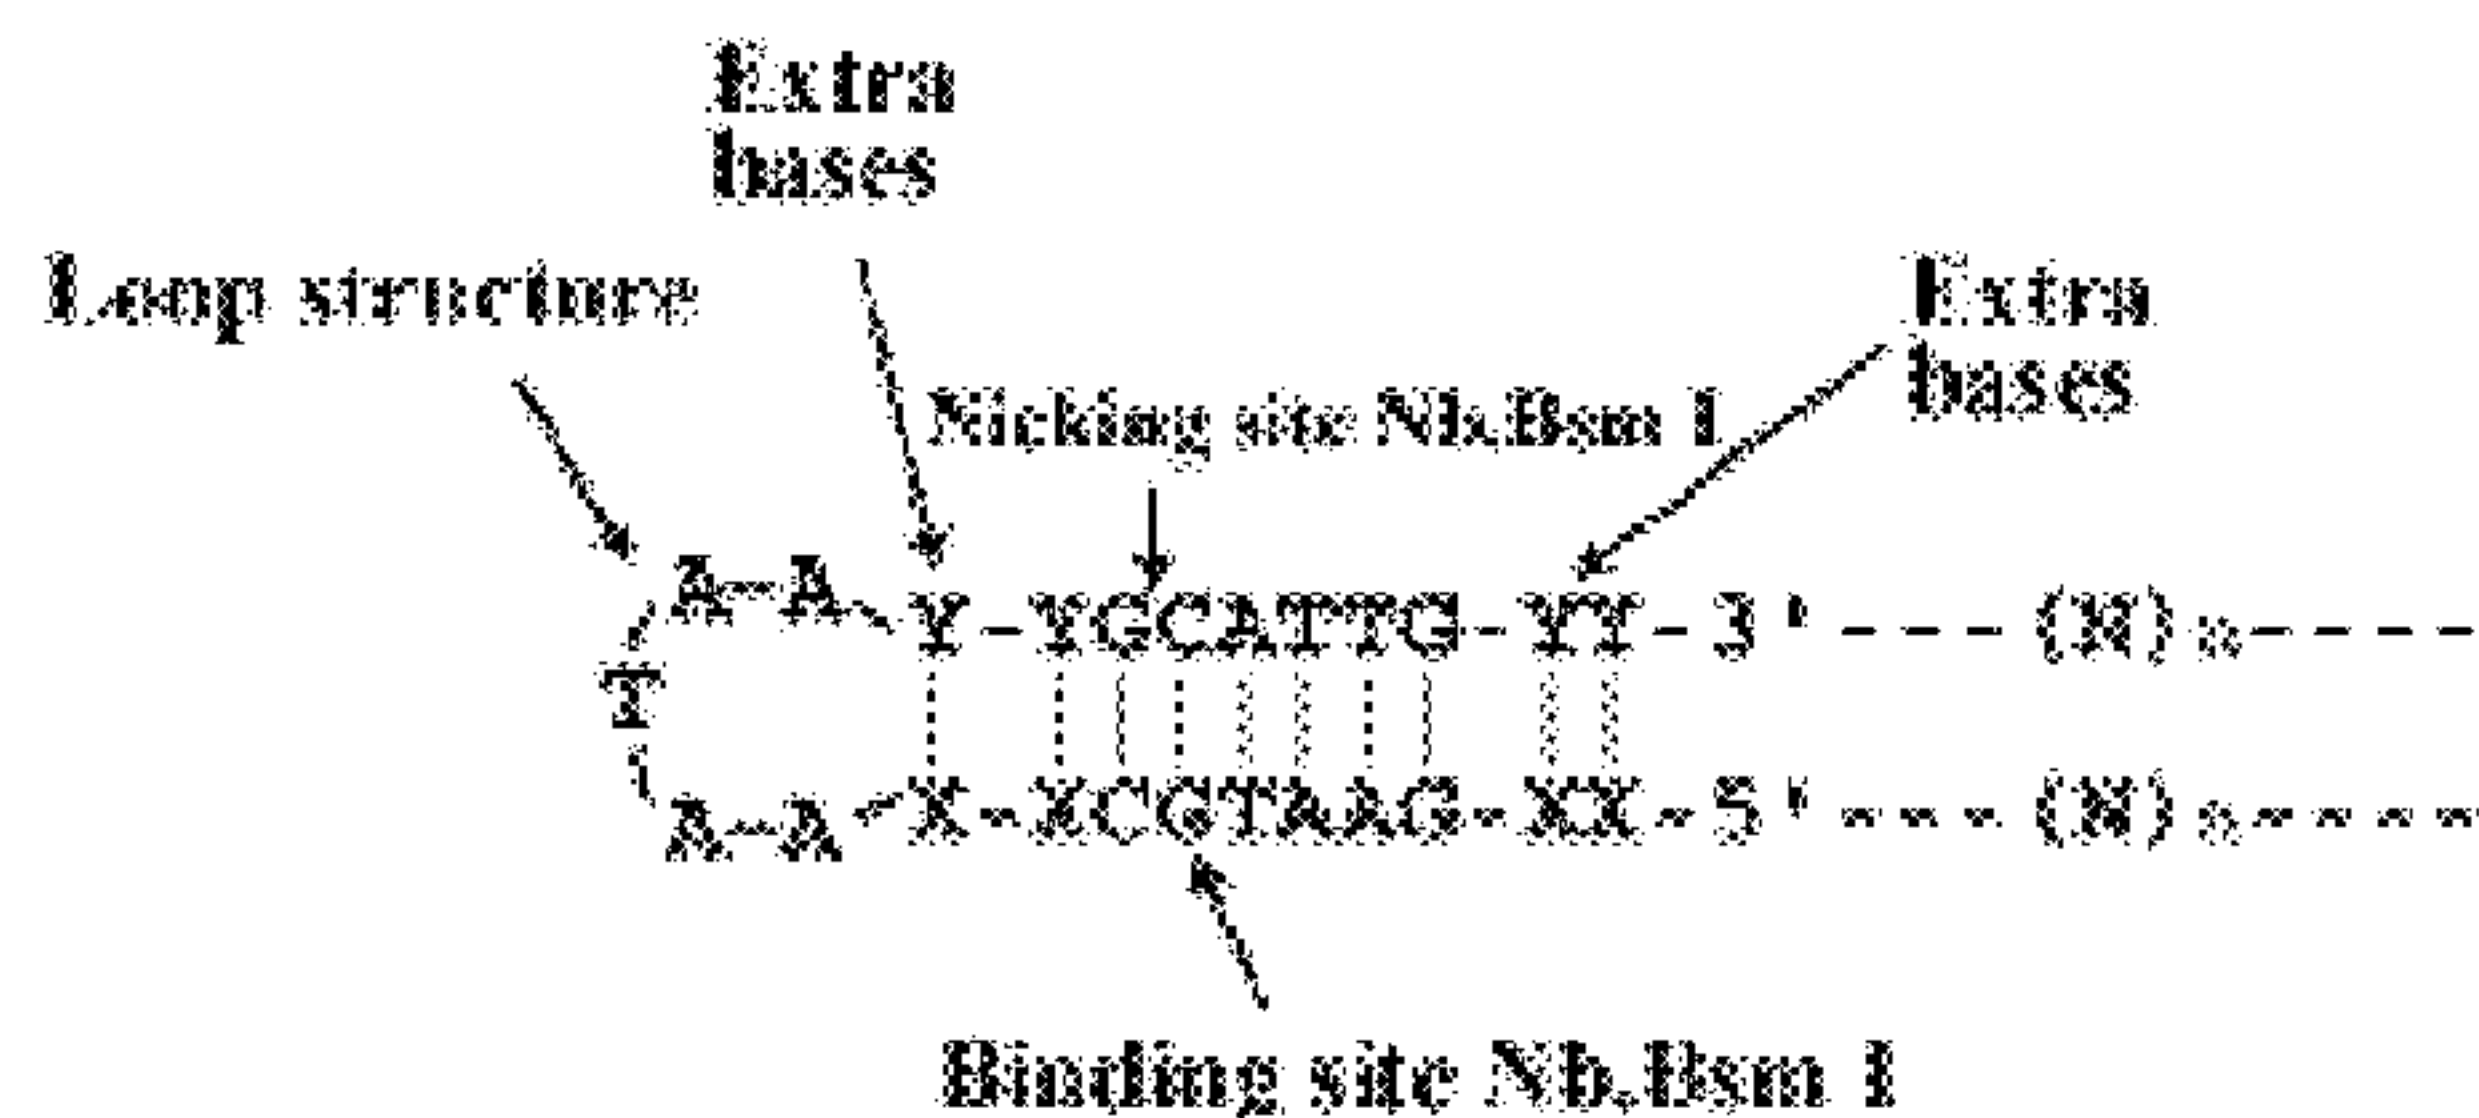 Extra
bases
Loop structure
Extra
bases
Nicking site Nb.Bsm I
A-A
Y-YGCATTG-YY-3'---(N)n----
T
A-A
X-XCGTAAG-XX-5'---(N)n----
Binding site Nb.Bsm I